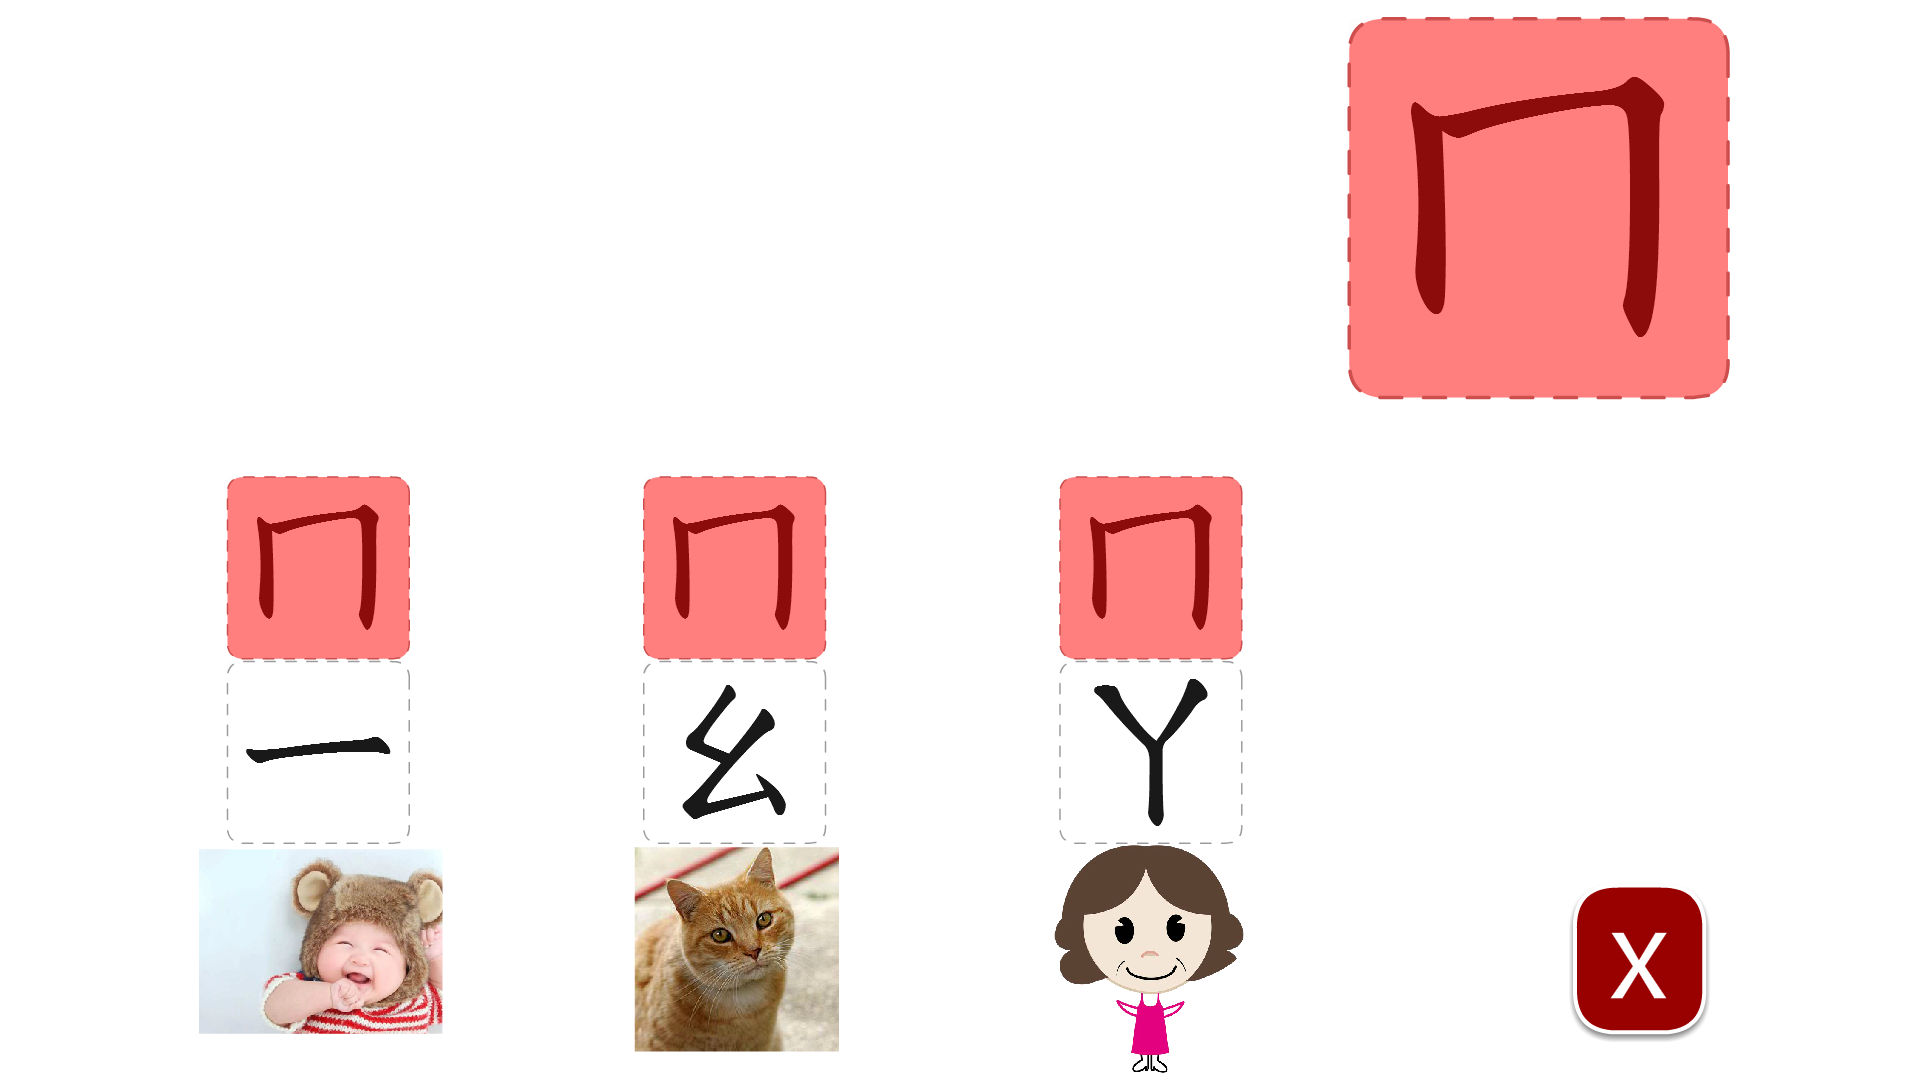 ㄇ
ㄇ ㄇ ㄇ
ㄧ ㄠ ㄚ
X